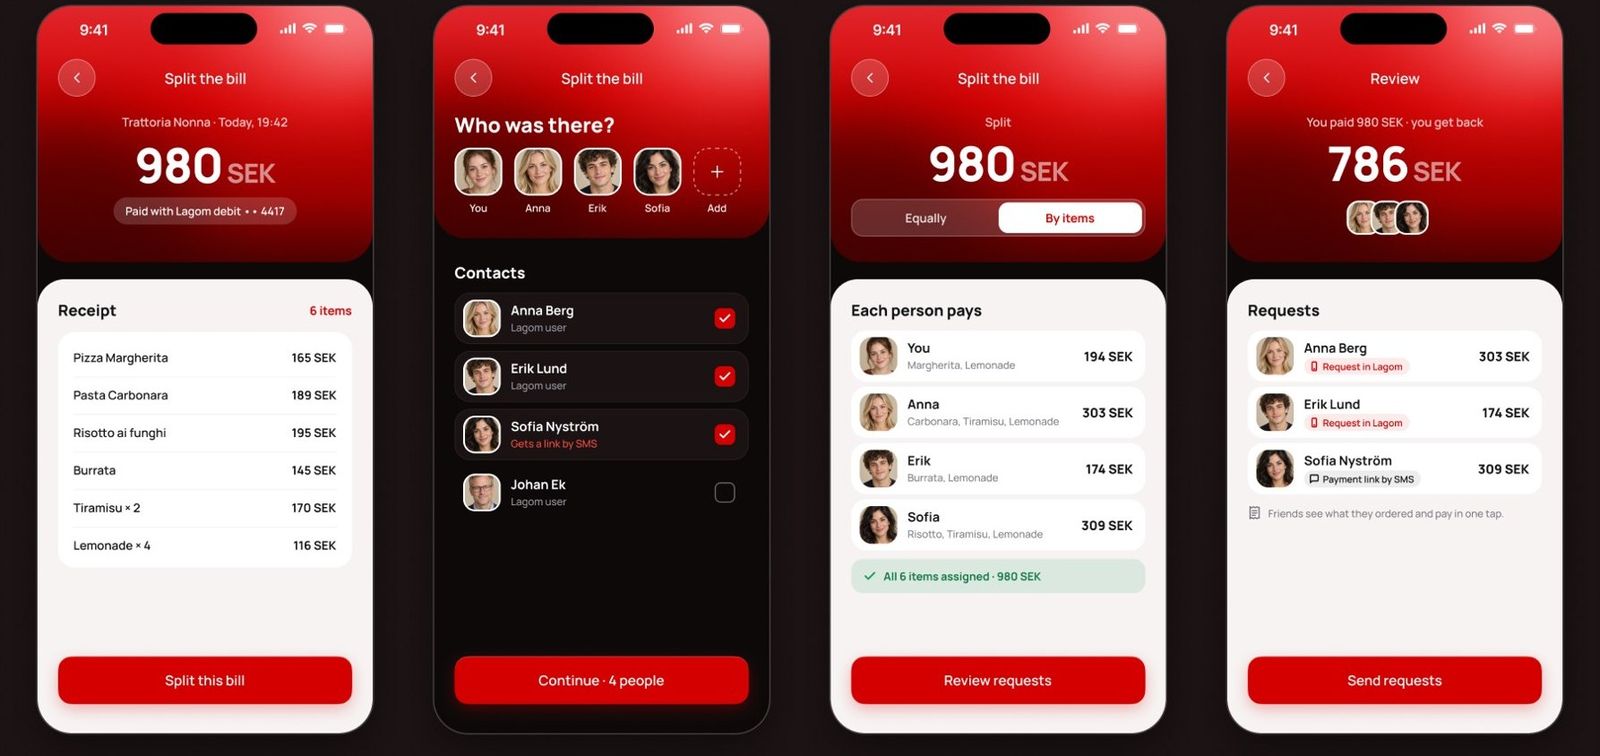 9:41
Split the bill
Trattoria Nonna · Today, 19:42
980 SEK
Paid with Lagom debit •• 4417
Receipt 6 items
Pizza Margherita 165 SEK
Pasta Carbonara 189 SEK
Risotto ai funghi 195 SEK
Burrata 145 SEK
Tiramisu × 2 170 SEK
Lemonade × 4 116 SEK
Split this bill
9:41
Split the bill
Who was there?
You Anna Erik Sofia Add
Contacts
Anna Berg
Lagom user
Erik Lund
Lagom user
Sofia Nyström
Gets a link by SMS
Johan Ek
Lagom user
Continue · 4 people
9:41
Split the bill
Split
980 SEK
Equally By items
Each person pays
You
Margherita, Lemonade
194 SEK
Anna
Carbonara, Tiramisu, Lemonade
303 SEK
Erik
Burrata, Lemonade
174 SEK
Sofia
Risotto, Tiramisu, Lemonade
309 SEK
All 6 items assigned · 980 SEK
Review requests
9:41
Review
You paid 980 SEK · you get back
786 SEK
Requests
Anna Berg
Request in Lagom
303 SEK
Erik Lund
Request in Lagom
174 SEK
Sofia Nyström
Payment link by SMS
309 SEK
Friends see what they ordered and pay in one tap.
Send requests